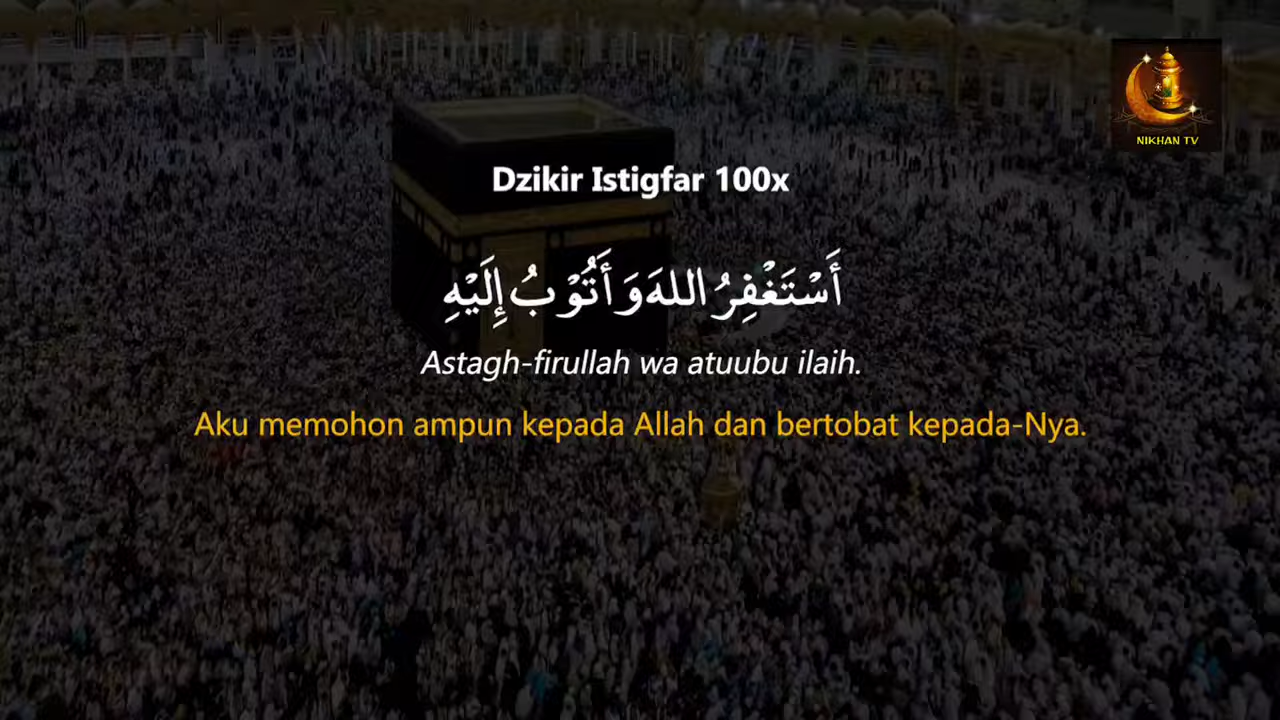 NIKHAN TV
Dzikir Istigfar 100x
أَسْتَغْفِرُ اللهَ وَ أَتُوْبُ إِلَيْهِ
Astagh-firullah wa atuubu ilaih.
Aku memohon ampun kepada Allah dan bertobat kepada-Nya.